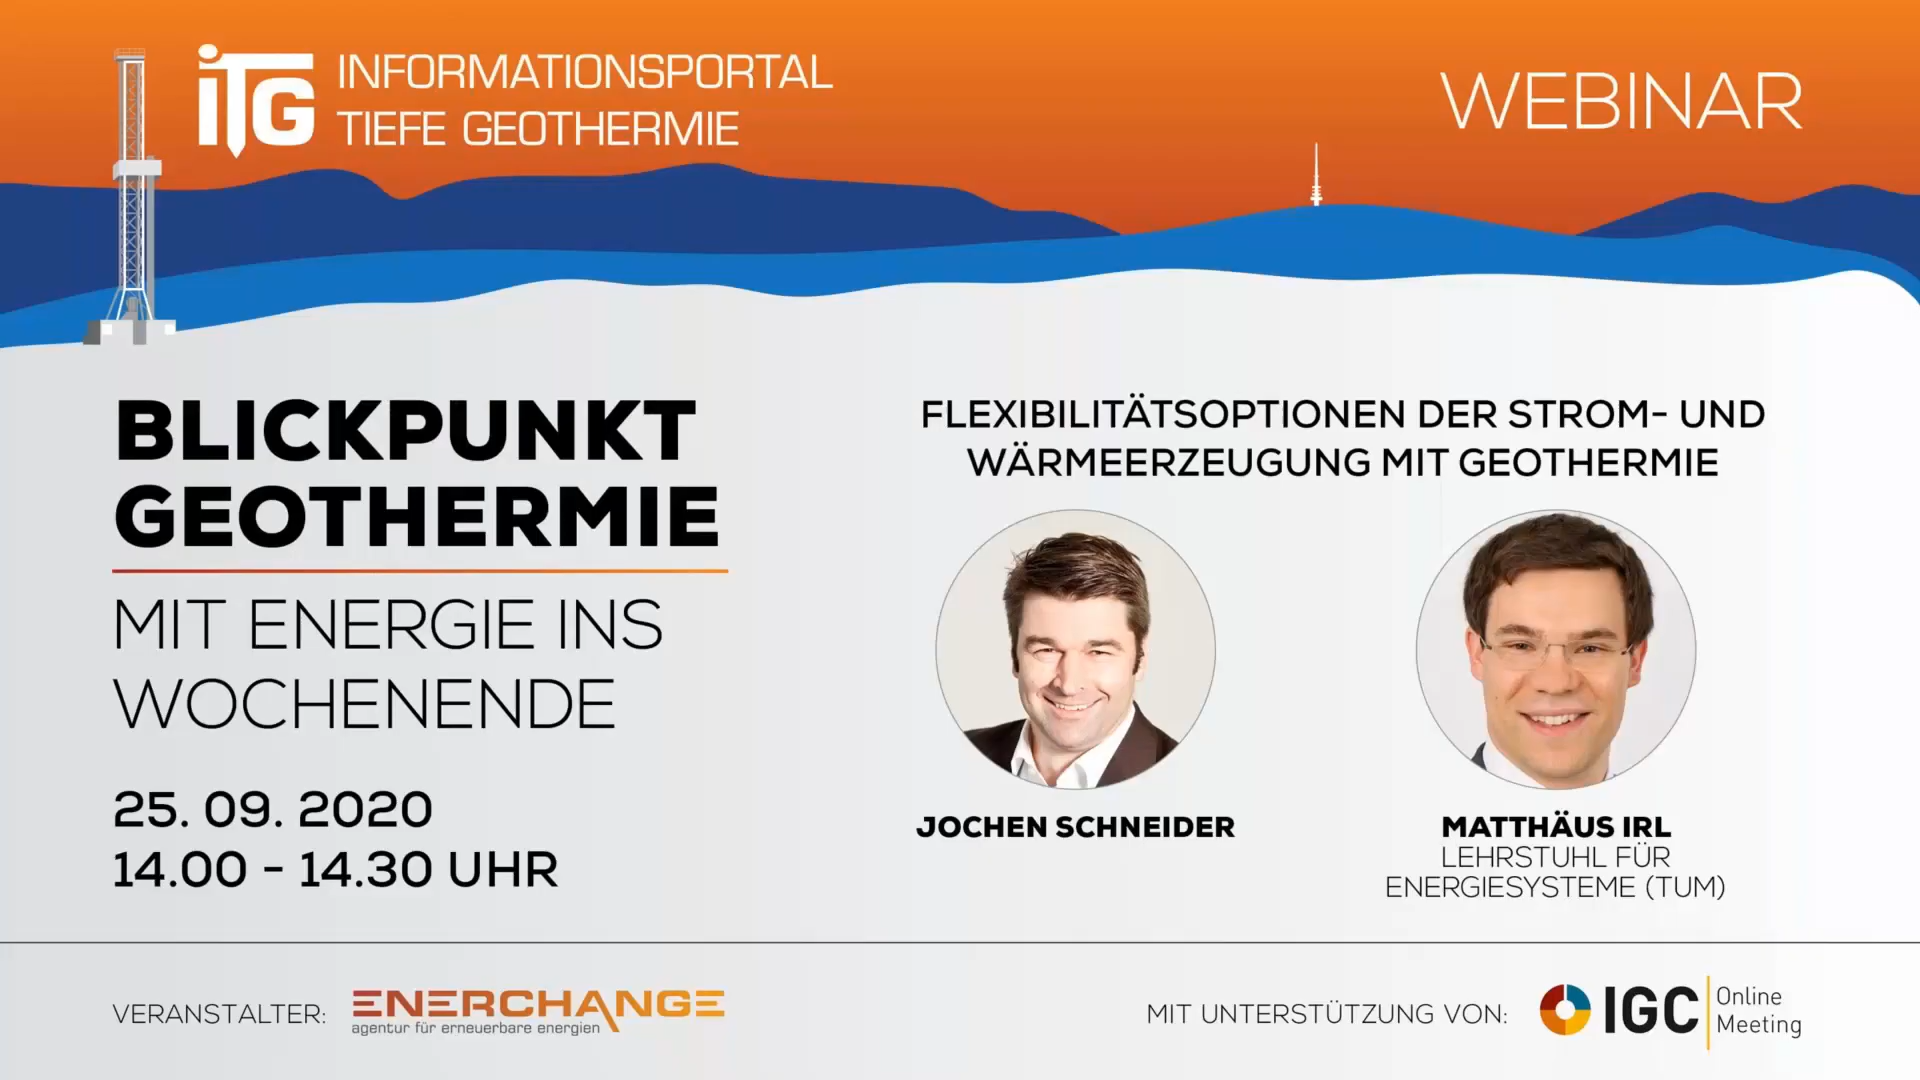 iTG
INFORMATIONSPORTAL
TIEFE GEOTHERMIE
WEBINAR
BLICKPUNKT
GEOTHERMIE
MIT ENERGIE INS
WOCHENENDE
25. 09. 2020
14.00 – 14.30 UHR
FLEXIBILITÄTSOPTIONEN DER STROM- UND
WÄRMEERZEUGUNG MIT GEOTHERMIE
JOCHEN SCHNEIDER
MATTHÄUS IRL
LEHRSTUHL FÜR
ENERGIESYSTEME (TUM)
VERANSTALTER:
ENERCHANGE
agentur für erneuerbare energien
MIT UNTERSTÜTZUNG VON:
IGC
Online
Meeting